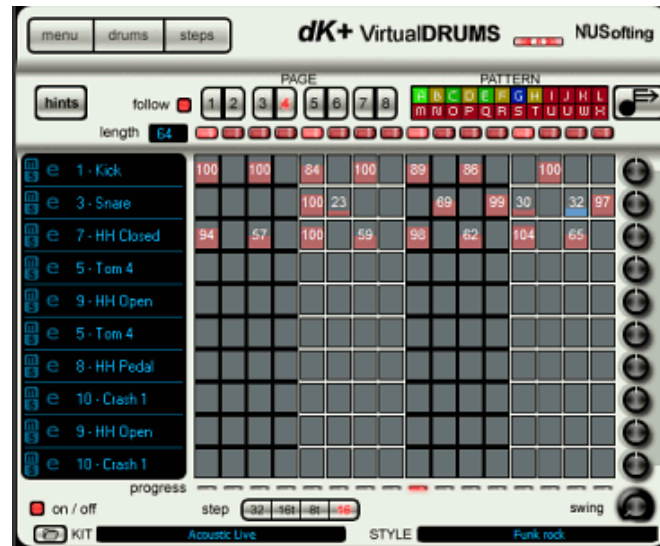 menu drums steps dK+ VirtualDRUMS NUSofting
PAGE PATTERN
hints follow 1 2 3 4 5 6 7 8 A B C D E F G H I J K L
M N O P Q R S T U V W X
length 64
m s e 1 - Kick 100 100 84 100 89 86 100
m s e 3 - Snare 100 23 69 99 30 32 97
m s e 7 - HH Closed 94 57 100 59 98 62 104 65
m s e 5 - Tom 4
m s e 9 - HH Open
m s e 5 - Tom 4
m s e 8 - HH Pedal
m s e 10 - Crash 1
m s e 9 - HH Open
m s e 10 - Crash 1
progress
on / off step 32 16t 8t 16 swing
KIT Acoustic Live STYLE Funk rock